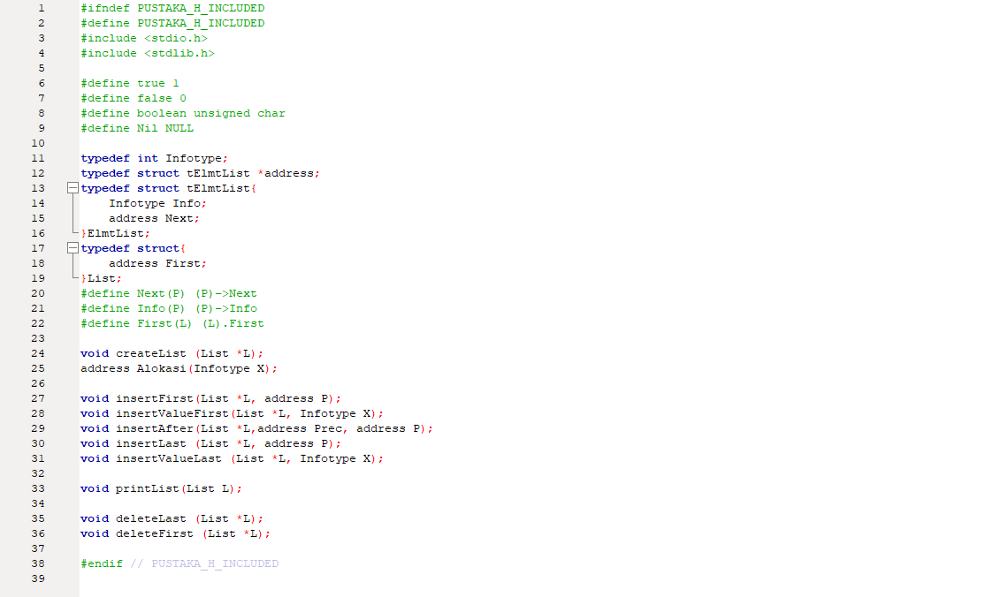 1 #ifndef PUSTAKA_H_INCLUDED
2 #define PUSTAKA_H_INCLUDED
3 #include <stdio.h>
4 #include <stdlib.h>
5
6 #define true 1
7 #define false 0
8 #define boolean unsigned char
9 #define Nil NULL
10
11 typedef int Infotype;
12 typedef struct tElmtList *address;
13 typedef struct tElmtList{
14     Infotype Info;
15     address Next;
16 }ElmtList;
17 typedef struct{
18     address First;
19 }List;
20 #define Next(P) (P)->Next
21 #define Info(P) (P)->Info
22 #define First(L) (L).First
23
24 void createList (List *L);
25 address Alokasi(Infotype X);
26
27 void insertFirst(List *L, address P);
28 void insertValueFirst(List *L, Infotype X);
29 void insertAfter(List *L,address Prec, address P);
30 void insertLast (List *L, address P);
31 void insertValueLast (List *L, Infotype X);
32
33 void printList(List L);
34
35 void deleteLast (List *L);
36 void deleteFirst (List *L);
37
38 #endif // PUSTAKA_H_INCLUDED
39